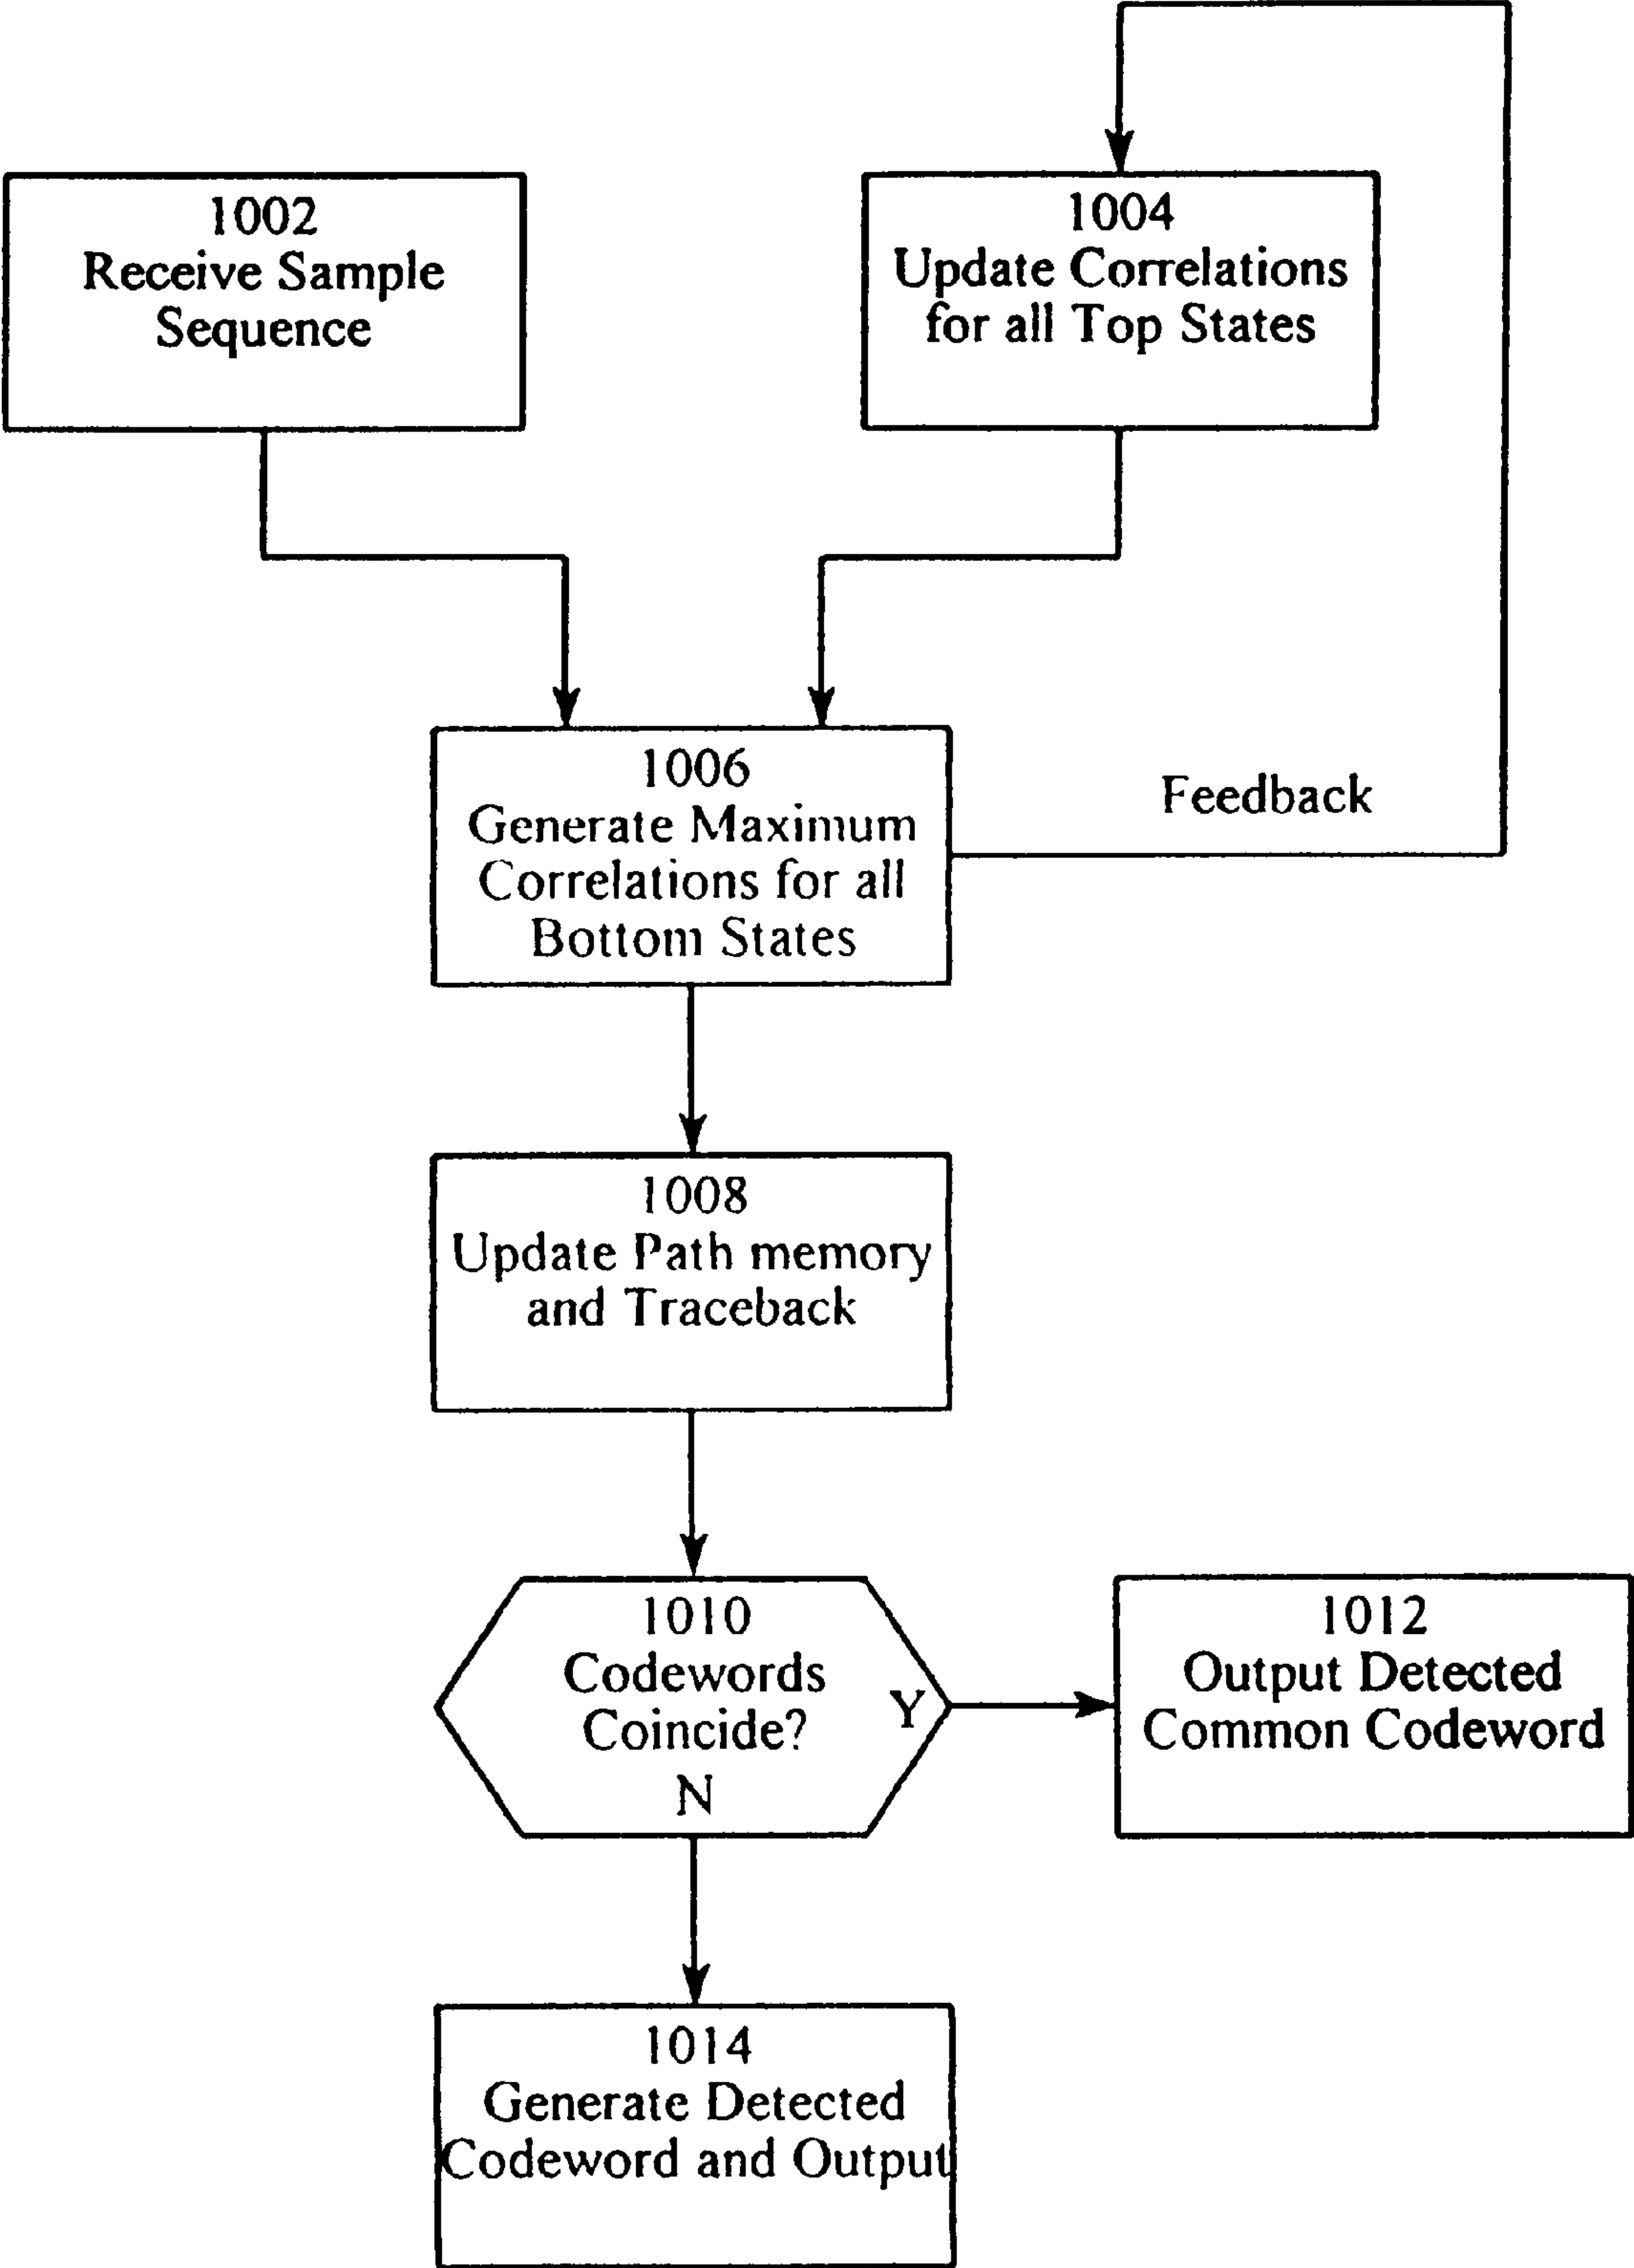 1002
Receive Sample
Sequence
1004
Update Correlations
for all Top States
1006
Generate Maximum
Correlations for all
Bottom States
Feedback
1008
Update Path memory
and Traceback
1010
Codewords
Coincide?
Y
N
1012
Output Detected
Common Codeword
1014
Generate Detected
Codeword and Output